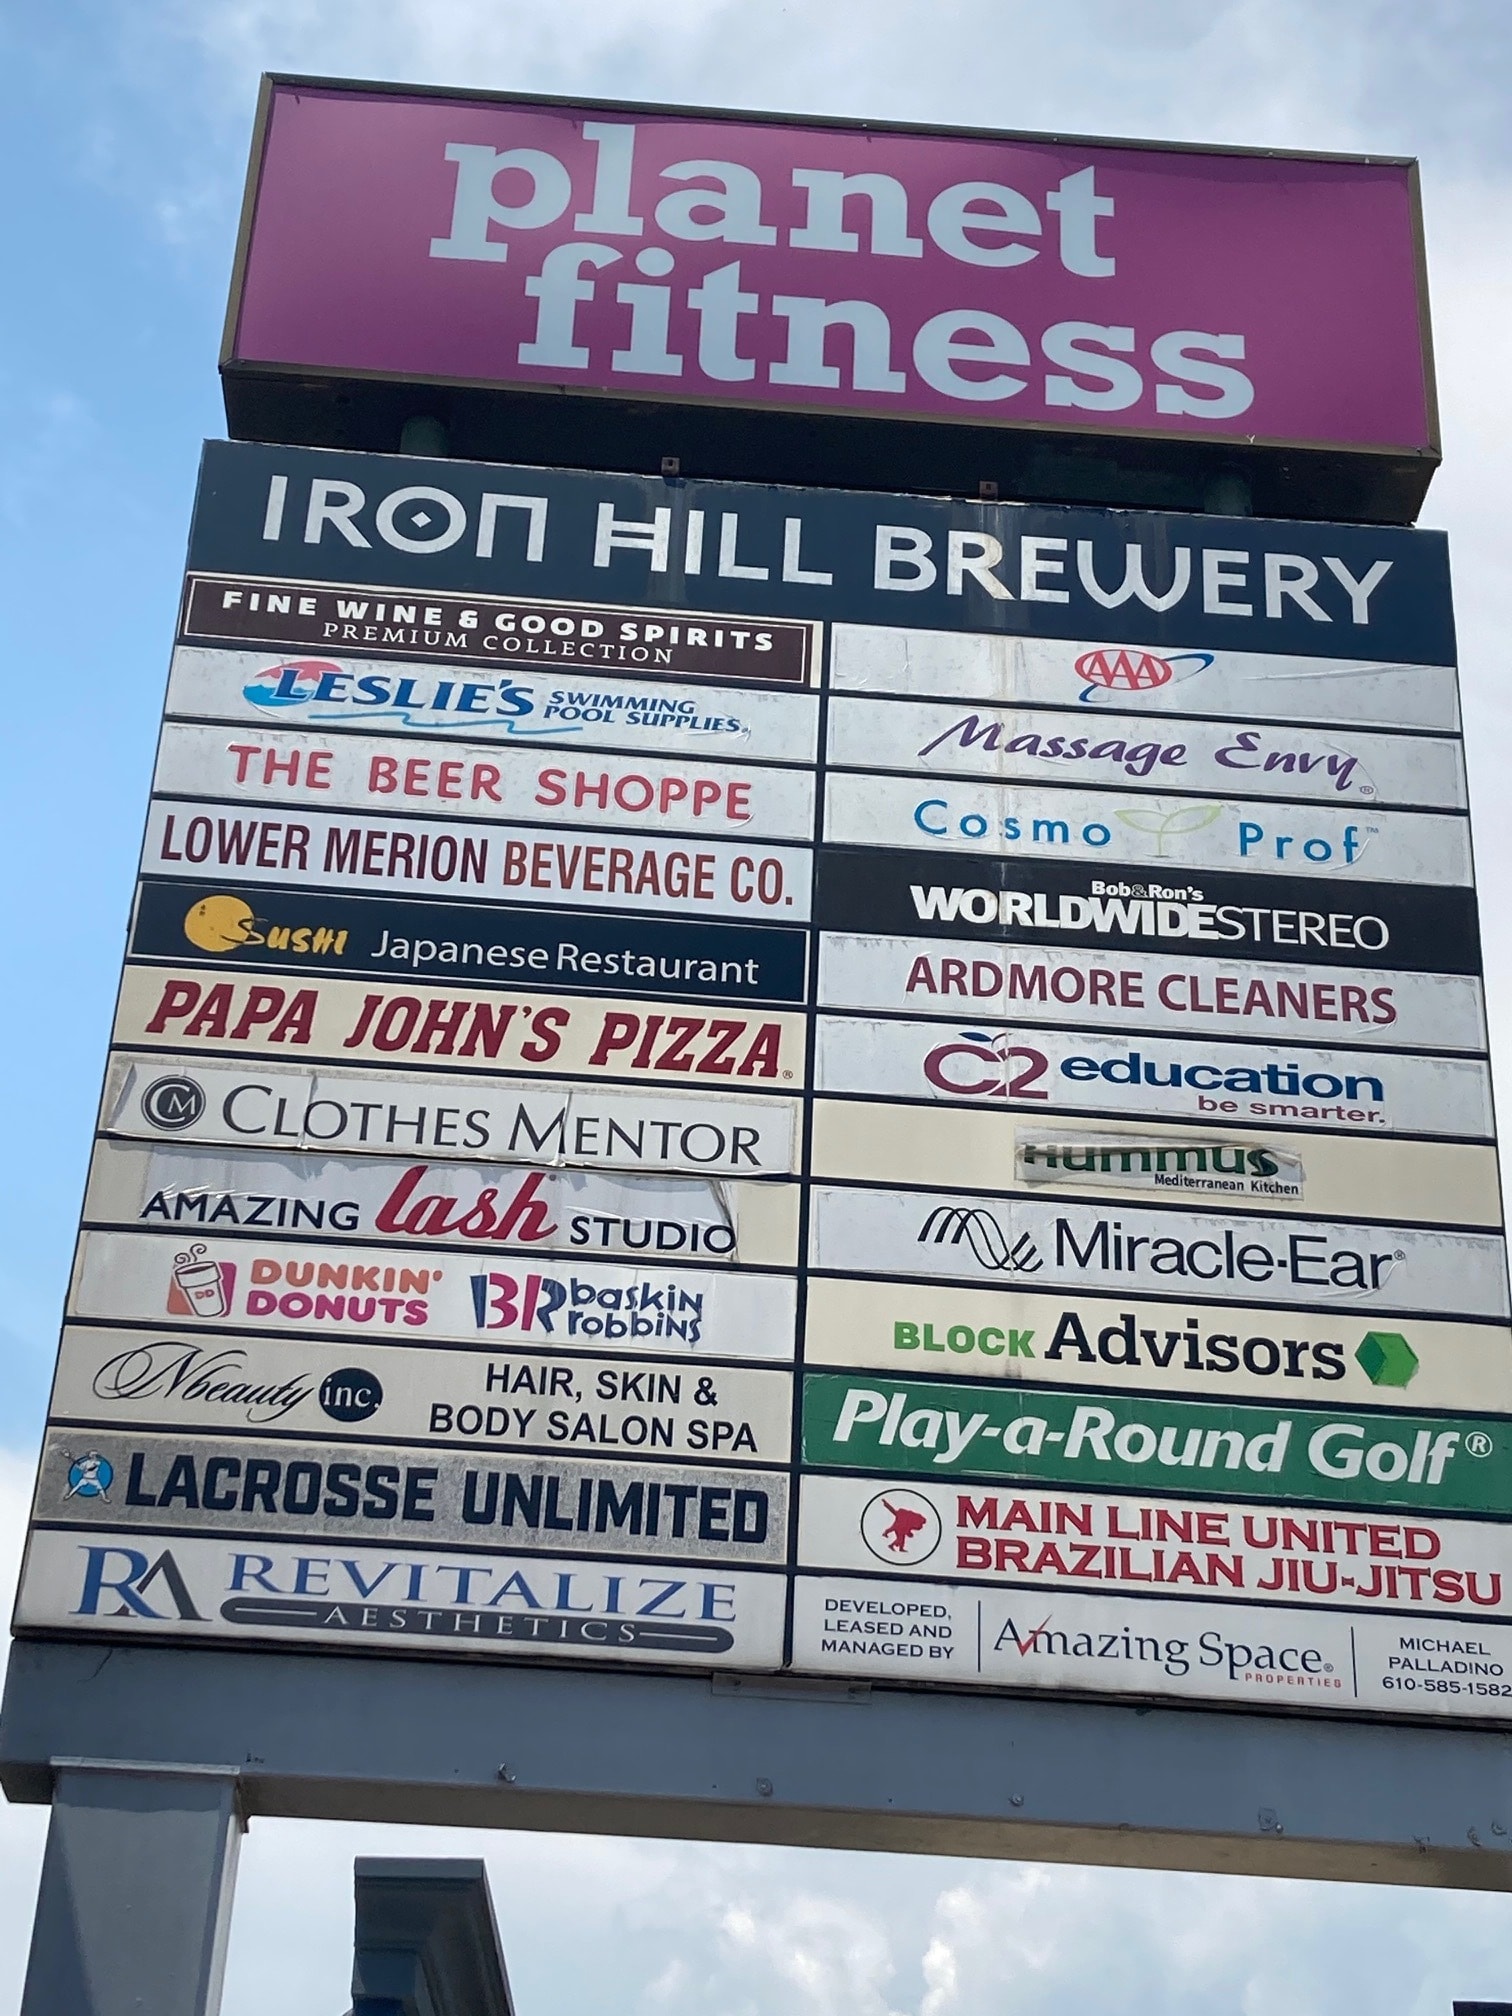 planet
fitness
IRON HILL BREWERY
FINE WINE & GOOD SPIRITS
PREMIUM COLLECTION
LESLIE'S SWIMMING
POOL SUPPLIES.
THE BEER SHOPPE
LOWER MERION BEVERAGE CO.
SUSHI Japanese Restaurant
PAPA JOHN'S PIZZA®
CM CLOTHES MENTOR
AMAZING lash STUDIO
DD DUNKIN'
DONUTS
BR baskin
robbins
Nbeauty inc.
HAIR, SKIN &
BODY SALON SPA
LACROSSE UNLIMITED
RA REVITALIZE
AESTHETICS
AAA
Massage Envy®
Cosmo Prof™
Bob & Ron's
WORLDWIDESTEREO
ARDMORE CLEANERS
C2 education
be smarter.
Hummus
Mediterranean Kitchen
Miracle-Ear®
BLOCK Advisors
Play-a-Round Golf®
MAIN LINE UNITED
BRAZILIAN JIU-JITSU
DEVELOPED,
LEASED AND
MANAGED BY
Amazing Space®
PROPERTIES
MICHAEL
PALLADINO
610-585-1582